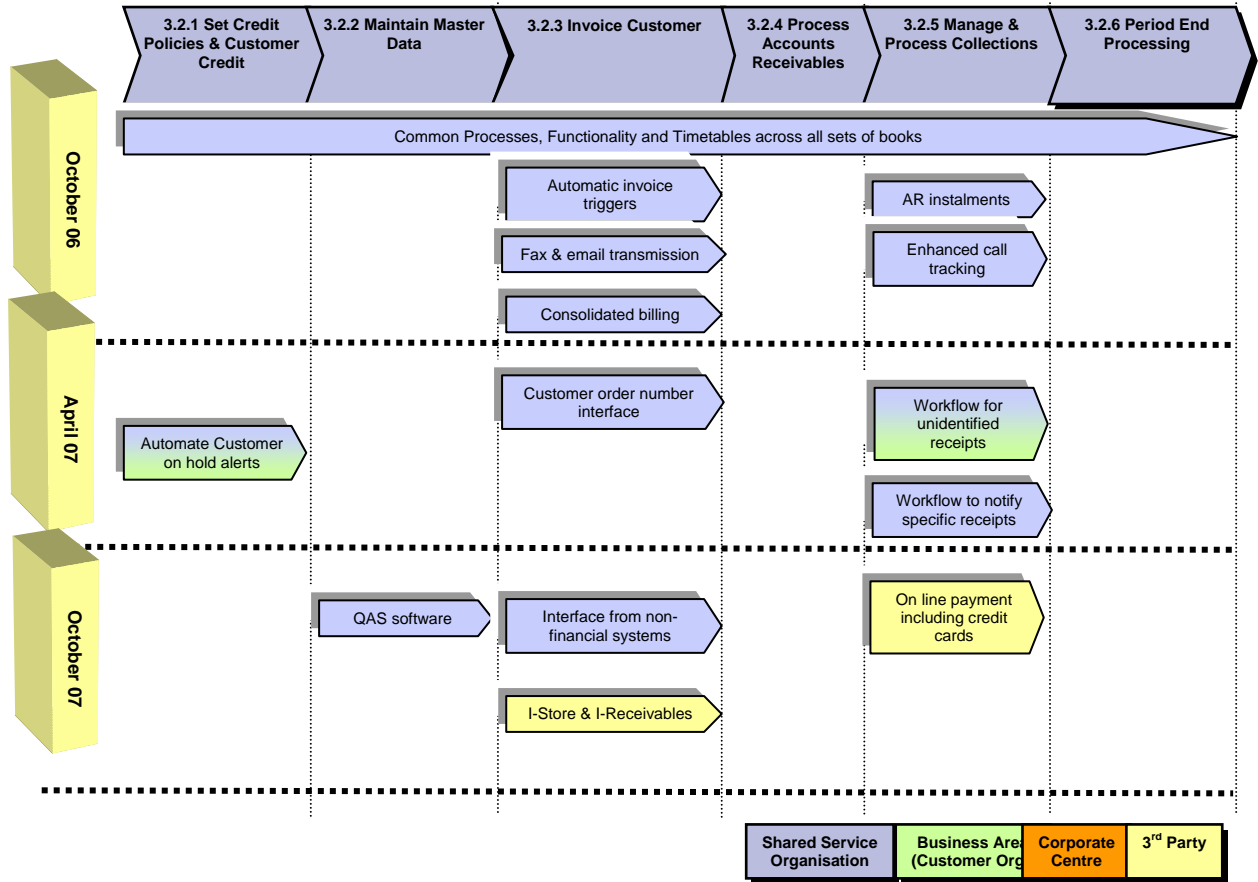 3.2.1 Set Credit
Policies & Customer
Credit
3.2.2 Maintain Master
Data
3.2.3 Invoice Customer
3.2.4 Process
Accounts
Receivables
3.2.5 Manage &
Process Collections
3.2.6 Period End
Processing
October 06
Common Processes, Functionality and Timetables across all sets of books
Automatic invoice
triggers
AR instalments
Fax & email transmission
Enhanced call
tracking
Consolidated billing
April 07
Customer order number
interface
Automate Customer
on hold alerts
Workflow for
unidentified
receipts
Workflow to notify
specific receipts
October 07
QAS software
Interface from non-
financial systems
On line payment
including credit
cards
I-Store & I-Receivables
Shared Service
Organisation
Business
(Customer
Corporate
Centre
3rd Party